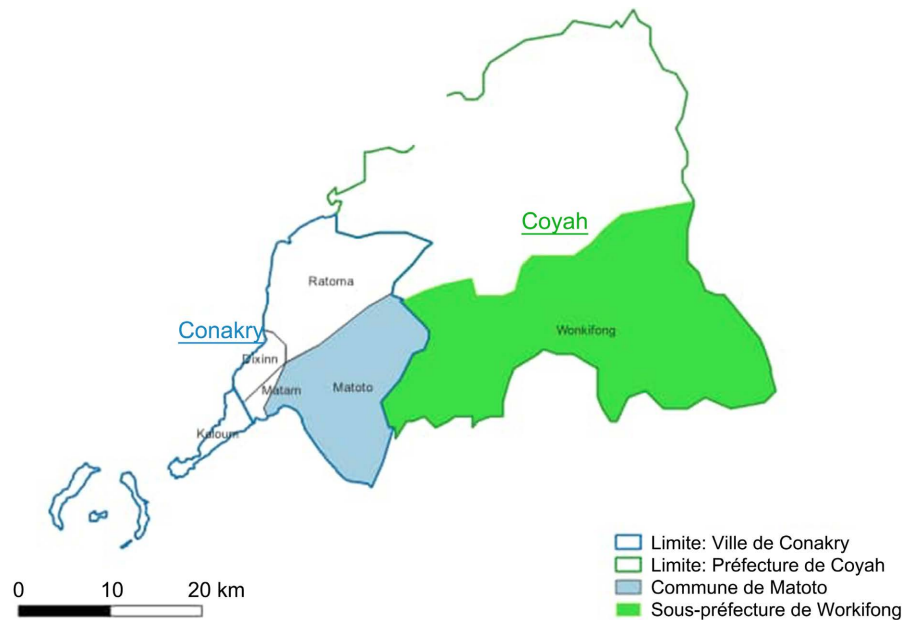 Coyah
Ratoma
Conakry
Wonkifong
Dixinn
Matam
Matoto
Kaloum
Limite: Ville de Conakry
Limite: Préfecture de Coyah
Commune de Matoto
Sous-préfecture de Workifong
0 10 20 km